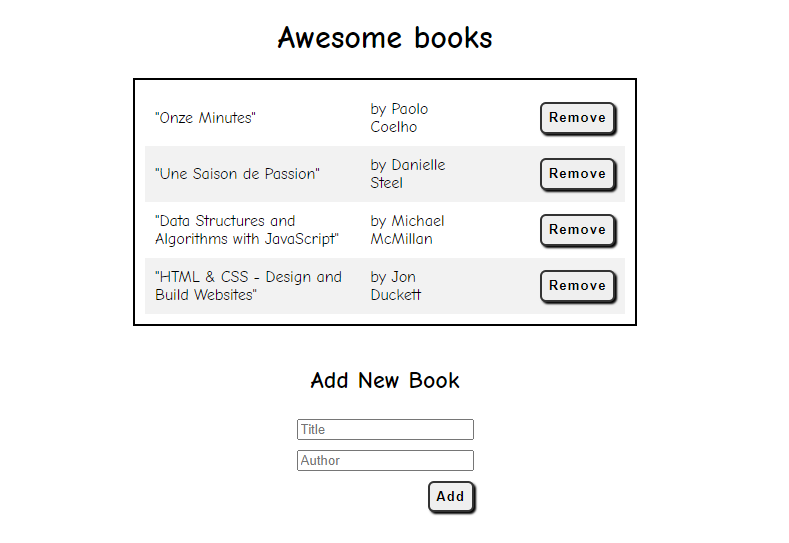 Awesome books
"Onze Minutes"
by Paolo
Coelho
Remove
"Une Saison de Passion"
by Danielle
Steel
Remove
"Data Structures and
Algorithms with JavaScript"
by Michael
McMillan
Remove
"HTML & CSS - Design and
Build Websites"
by Jon
Duckett
Remove
Add New Book
Title
Author
Add